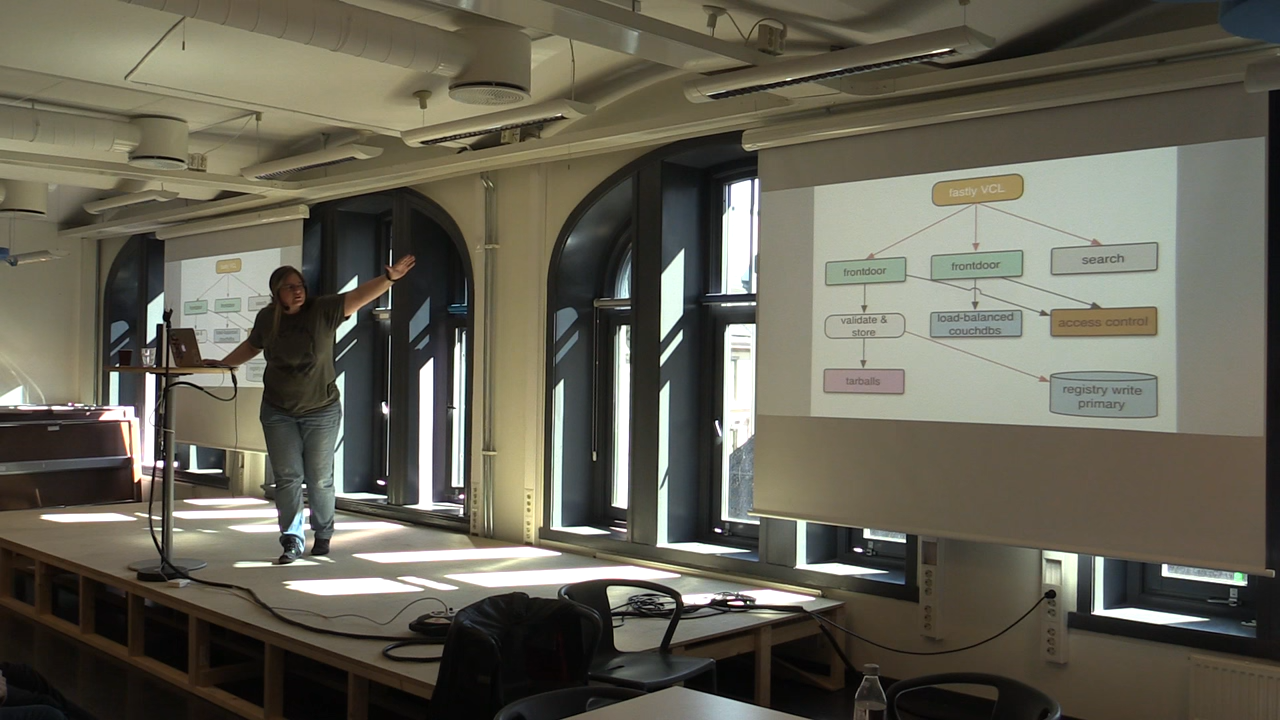 fastly VCL
frontdoor
frontdoor
search
validate &
store
load-balanced
couchdbs
access control
tarballs
registry write
primary